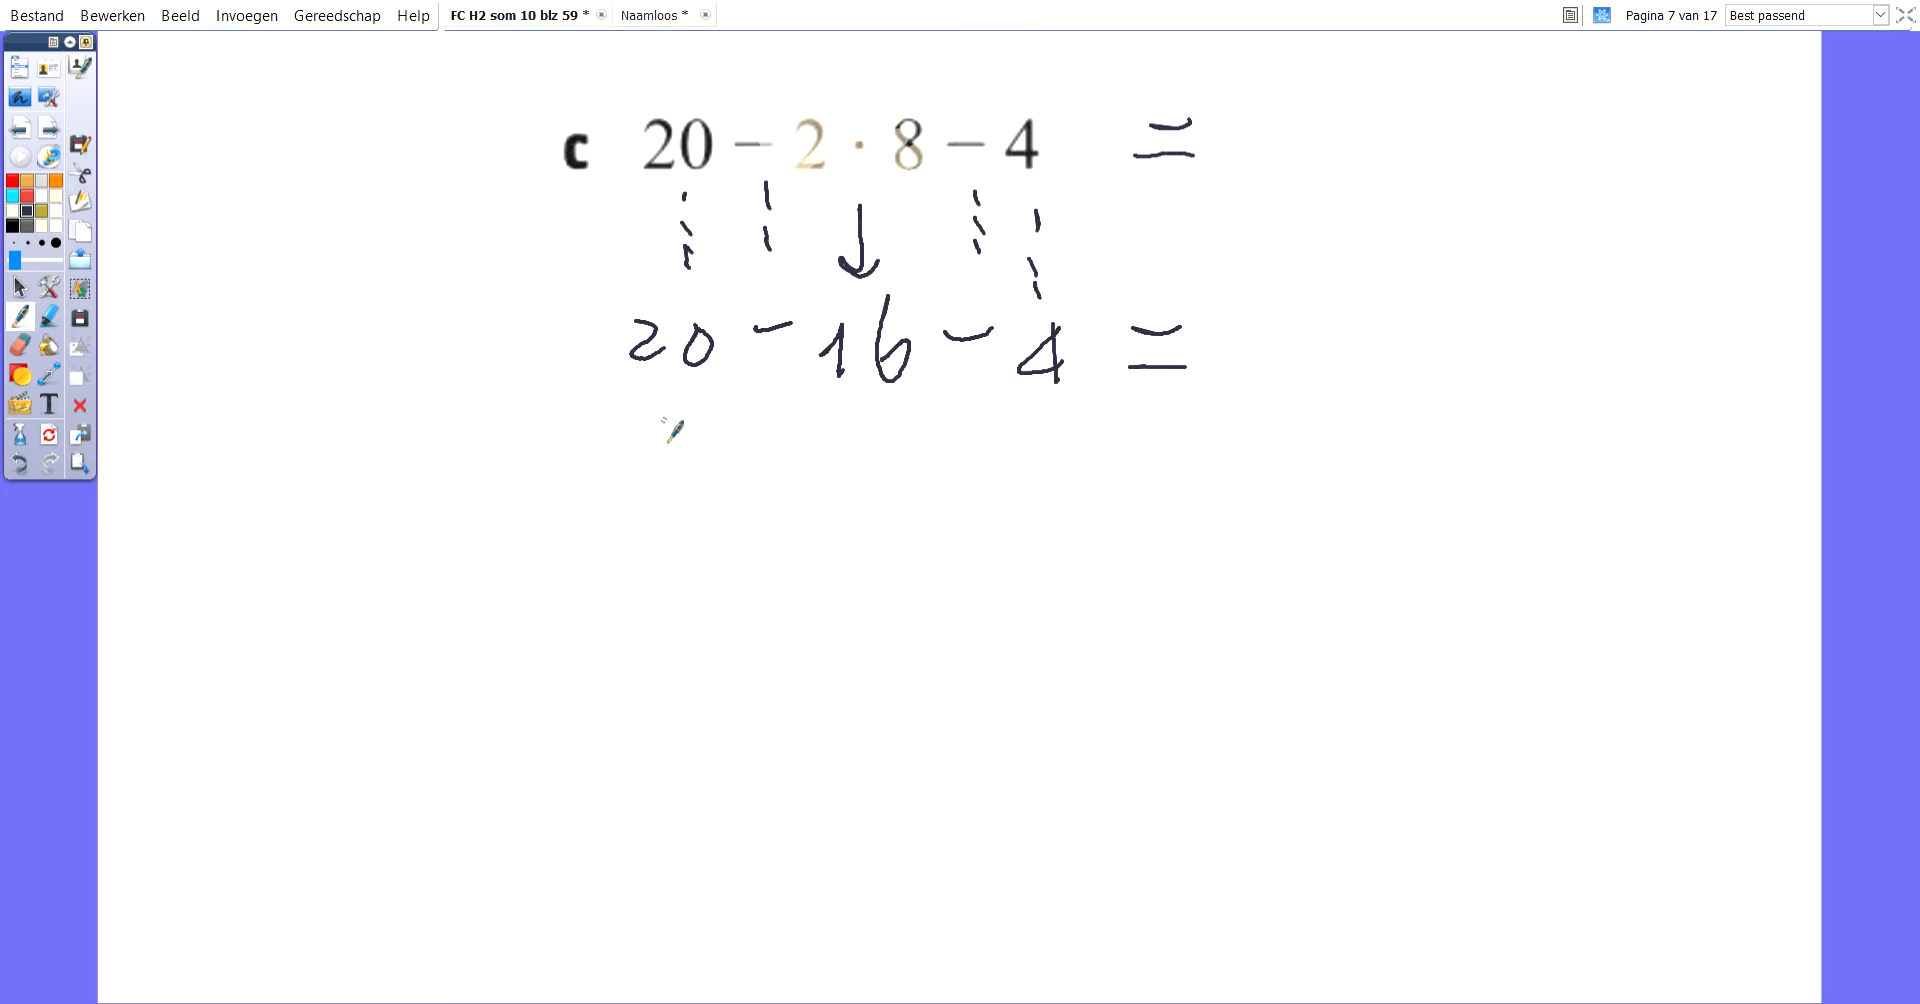 Bestand Bewerken Beeld Invoegen Gereedschap Help FC H2 som 10 blz 59 * Naamloos * Pagina 7 van 17 Best passend
c 20 − 2 · 8 − 4 =
20 − 16 − 4 =